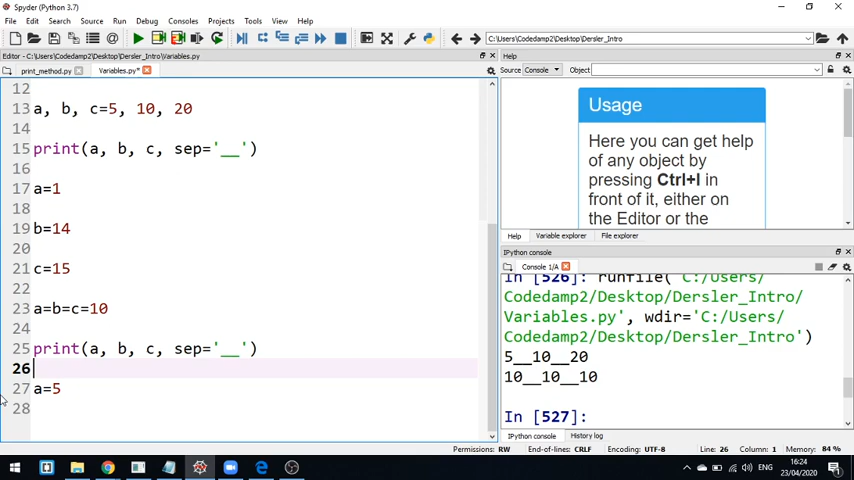 Spyder (Python 3.7)
File Edit Search Source Run Debug Consoles Projects Tools View Help
C:\Users\Codedamp2\Desktop\Dersler_Intro
Editor - C:\Users\Codedamp2\Desktop\Dersler_Intro\Variables.py
Help
print_method.py
Variables.py*
Source Console Object
12
13 a, b, c=5, 10, 20
14
15 print(a, b, c, sep='__')
16
17 a=1
18
19 b=14
20
21 c=15
22
23 a=b=c=10
24
25 print(a, b, c, sep='__')
26
27 a=5
28
Usage
Here you can get help
of any object by
pressing Ctrl+I in
front of it, either on
the Editor or the
Help Variable explorer File explorer
IPython console
Console 1/A
In [526]: runfile('C:/Users/
Codedamp2/Desktop/Dersler_Intro/
Variables.py', wdir='C:/Users/
Codedamp2/Desktop/Dersler_Intro')
5__10__20
10__10__10
In [527]:
IPython console History log
Permissions: RW End-of-lines: CRLF Encoding: UTF-8 Line: 26 Column: 1 Memory: 84 %
ENG
16:24
23/04/2020